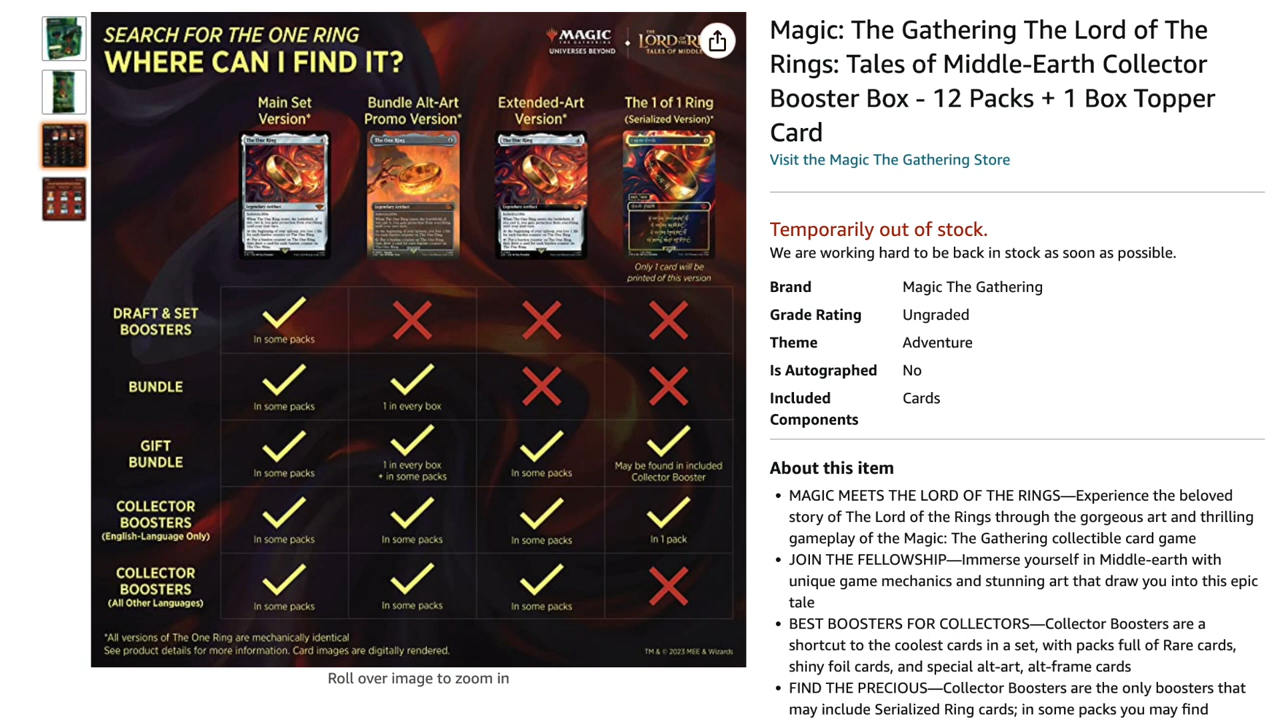 SEARCH FOR THE ONE RING
WHERE CAN I FIND IT?
MAGIC
THE GATHERING
UNIVERSES BEYOND
THE
LORD OF THE
TALES OF MIDDLE
Main Set
Version*
Bundle Alt-Art
Promo Version*
Extended-Art
Version*
The 1 of 1 Ring
(Serialized Version)*
The One Ring
The One Ring
The One Ring
Legendary Artifact
Legendary Artifact
Legendary Artifact
Only 1 card will be
printed of this version
DRAFT & SET
BOOSTERS
In some packs
BUNDLE
In some packs
1 in every box
GIFT
BUNDLE
In some packs
1 in every box
+ in some packs
In some packs
May be found in included
Collector Booster
COLLECTOR
BOOSTERS
(English-Language Only)
In some packs
In some packs
In some packs
In 1 pack
COLLECTOR
BOOSTERS
(All Other Languages)
In some packs
In some packs
In some packs
*All versions of The One Ring are mechanically identical
See product details for more information. Card images are digitally rendered.
TM & © 2023 MEE & Wizards
Roll over image to zoom in
Magic: The Gathering The Lord of The
Rings: Tales of Middle-Earth Collector
Booster Box - 12 Packs + 1 Box Topper
Card
Visit the Magic The Gathering Store
Temporarily out of stock.
We are working hard to be back in stock as soon as possible.
Brand Magic The Gathering
Grade Rating Ungraded
Theme Adventure
Is Autographed No
Included Cards
Components
About this item
• MAGIC MEETS THE LORD OF THE RINGS—Experience the beloved
story of The Lord of the Rings through the gorgeous art and thrilling
gameplay of the Magic: The Gathering collectible card game
• JOIN THE FELLOWSHIP—Immerse yourself in Middle-earth with
unique game mechanics and stunning art that draw you into this epic
tale
• BEST BOOSTERS FOR COLLECTORS—Collector Boosters are a
shortcut to the coolest cards in a set, with packs full of Rare cards,
shiny foil cards, and special alt-art, alt-frame cards
• FIND THE PRECIOUS—Collector Boosters are the only boosters that
may include Serialized Ring cards; in some packs you may find